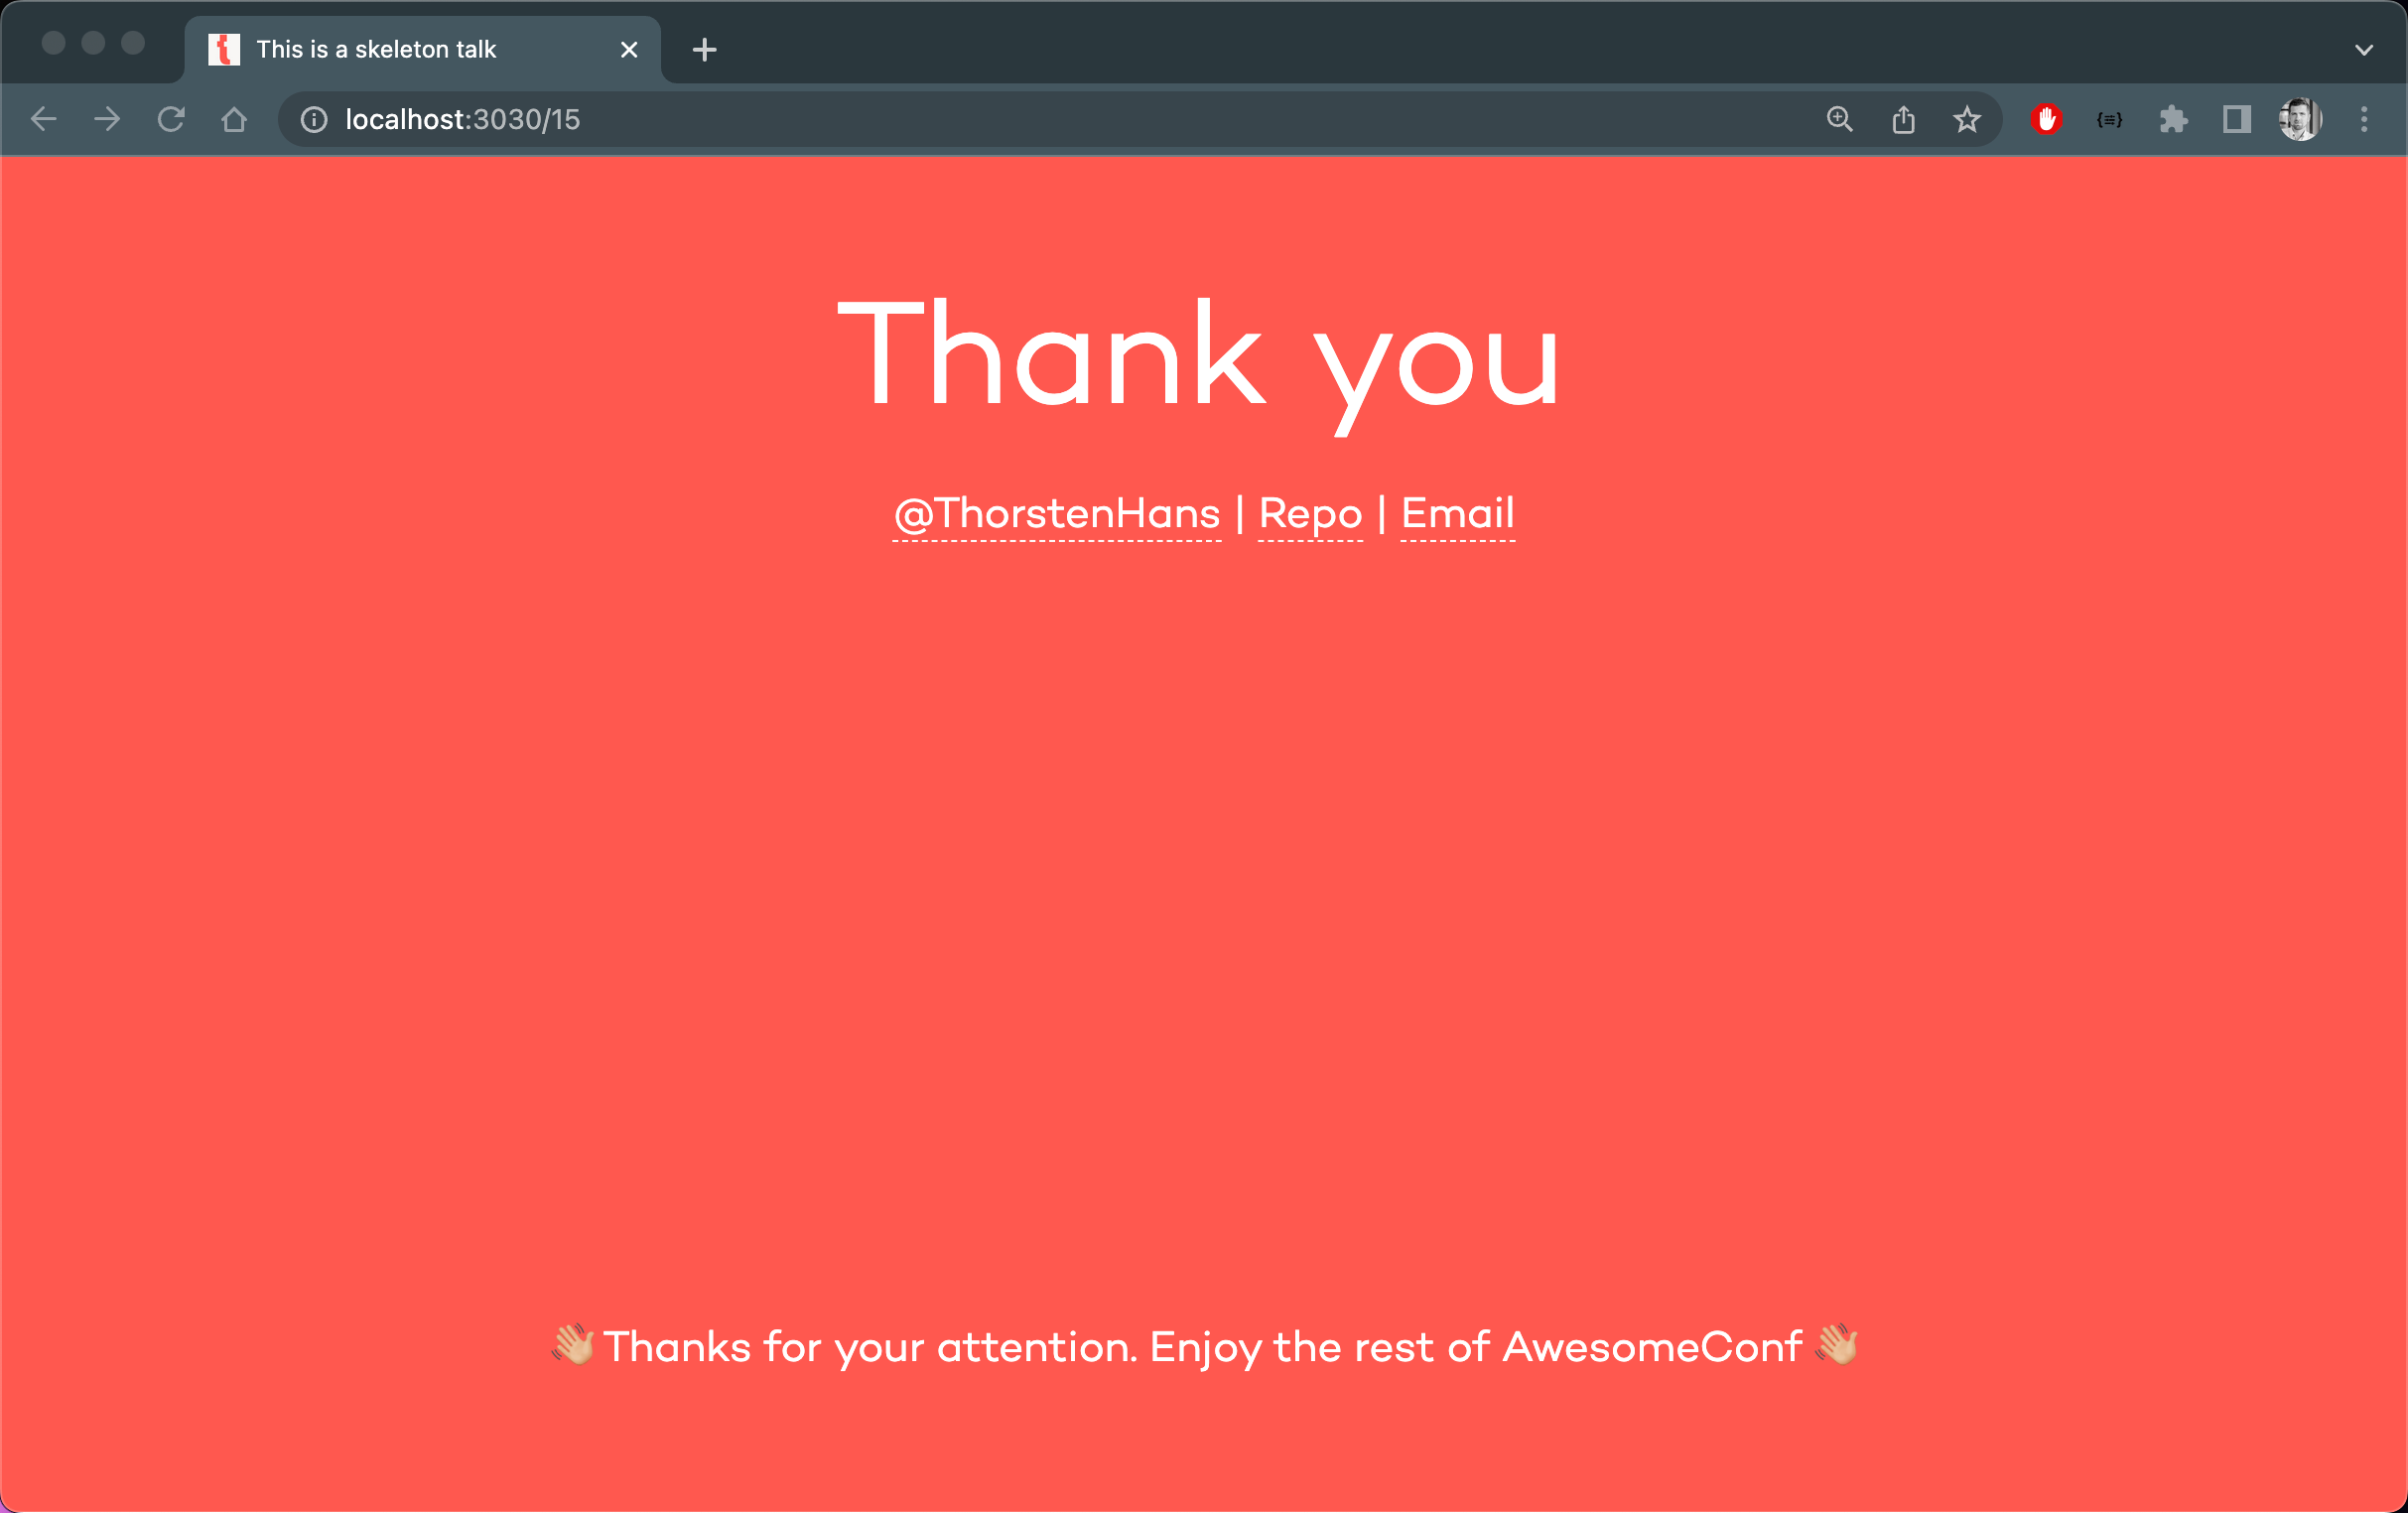 This is a skeleton talk
localhost:3030/15
Thank you
@ThorstenHans | Repo | Email
👋🏼 Thanks for your attention. Enjoy the rest of AwesomeConf 👋🏼